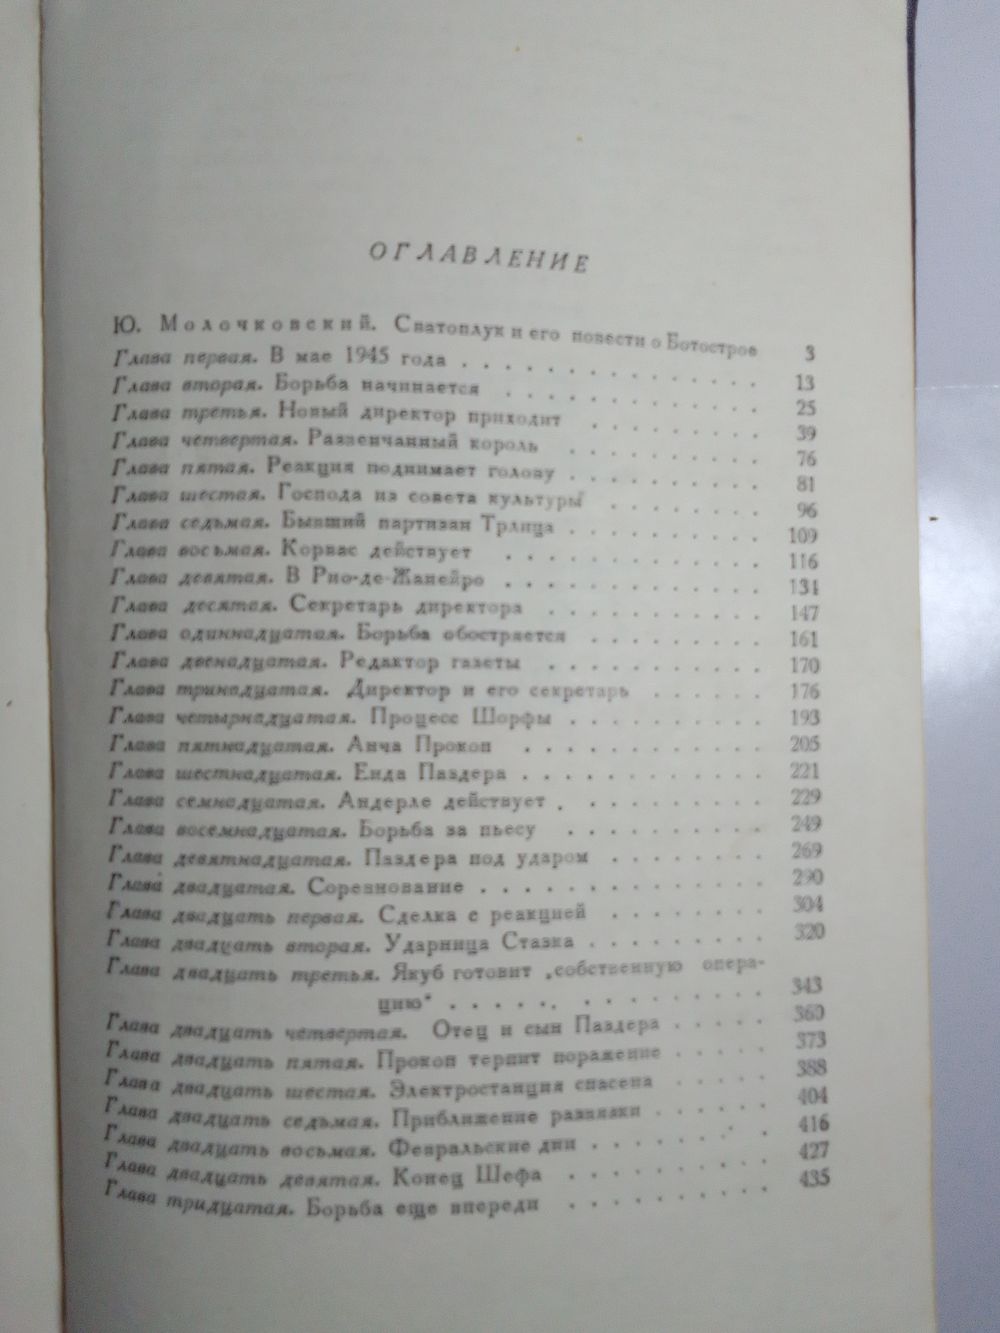 ОГЛАВЛЕНИЕ
Ю. Молочковский. Сватоплук и его повести о Ботострое 3
Глава первая. В мае 1945 года . . . . . . . . . . . . . . 13
Глава вторая. Борьба начинается . . . . . . . . . . . . 25
Глава третья. Новый директор приходит . . . . . . . . 39
Глава четвертая. Развенчанный король . . . . . . . . . 76
Глава пятая. Реакция поднимает голову . . . . . . . . . 81
Глава шестая. Господа из совета культуры . . . . . . . 96
Глава седьмая. Бывший партизан Трлица . . . . . . . . . 109
Глава восьмая. Корвас действует . . . . . . . . . . . . 116
Глава девятая. В Рио-де-Жанейро . . . . . . . . . . . . 131
Глава десятая. Секретарь директора . . . . . . . . . . 147
Глава одиннадцатая. Борьба обостряется . . . . . . . . 161
Глава двенадцатая. Редактор газеты . . . . . . . . . . 170
Глава тринадцатая. Директор и его секретарь . . . . . . 176
Глава четырнадцатая. Процесс Шорфы . . . . . . . . . 193
Глава пятнадцатая. Анча Прокоп . . . . . . . . . . . 205
Глава шестнадцатая. Енда Паздера . . . . . . . . . . . 221
Глава семнадцатая. Андерле действует . . . . . . . . . 229
Глава восемнадцатая. Борьба за пьесу . . . . . . . . . 249
Глава девятнадцатая. Паздера под ударом . . . . . . . 269
Глава двадцатая. Соревнование . . . . . . . . . . . . . 290
Глава двадцать первая. Сделка с реакцией . . . . . . . 304
Глава двадцать вторая. Ударница Стазка . . . . . . . . 320
Глава двадцать третья. Якуб готовит „собственную опера-
цию“ . . . . . . . . . . . . . . . 343
Глава двадцать четвертая. Отец и сын Паздера . . . . . 360
Глава двадцать пятая. Прокоп терпит поражение . . . . . 373
Глава двадцать шестая. Электростанция спасена . . . . . 388
Глава двадцать седьмая. Приближение развязки . . . . . . 404
Глава двадцать восьмая. Февральские дни . . . . . . . . 416
Глава двадцать девятая. Конец Шефа . . . . . . . . . . 427
Глава тридцатая. Борьба еще впереди . . . . . . . . . . 435